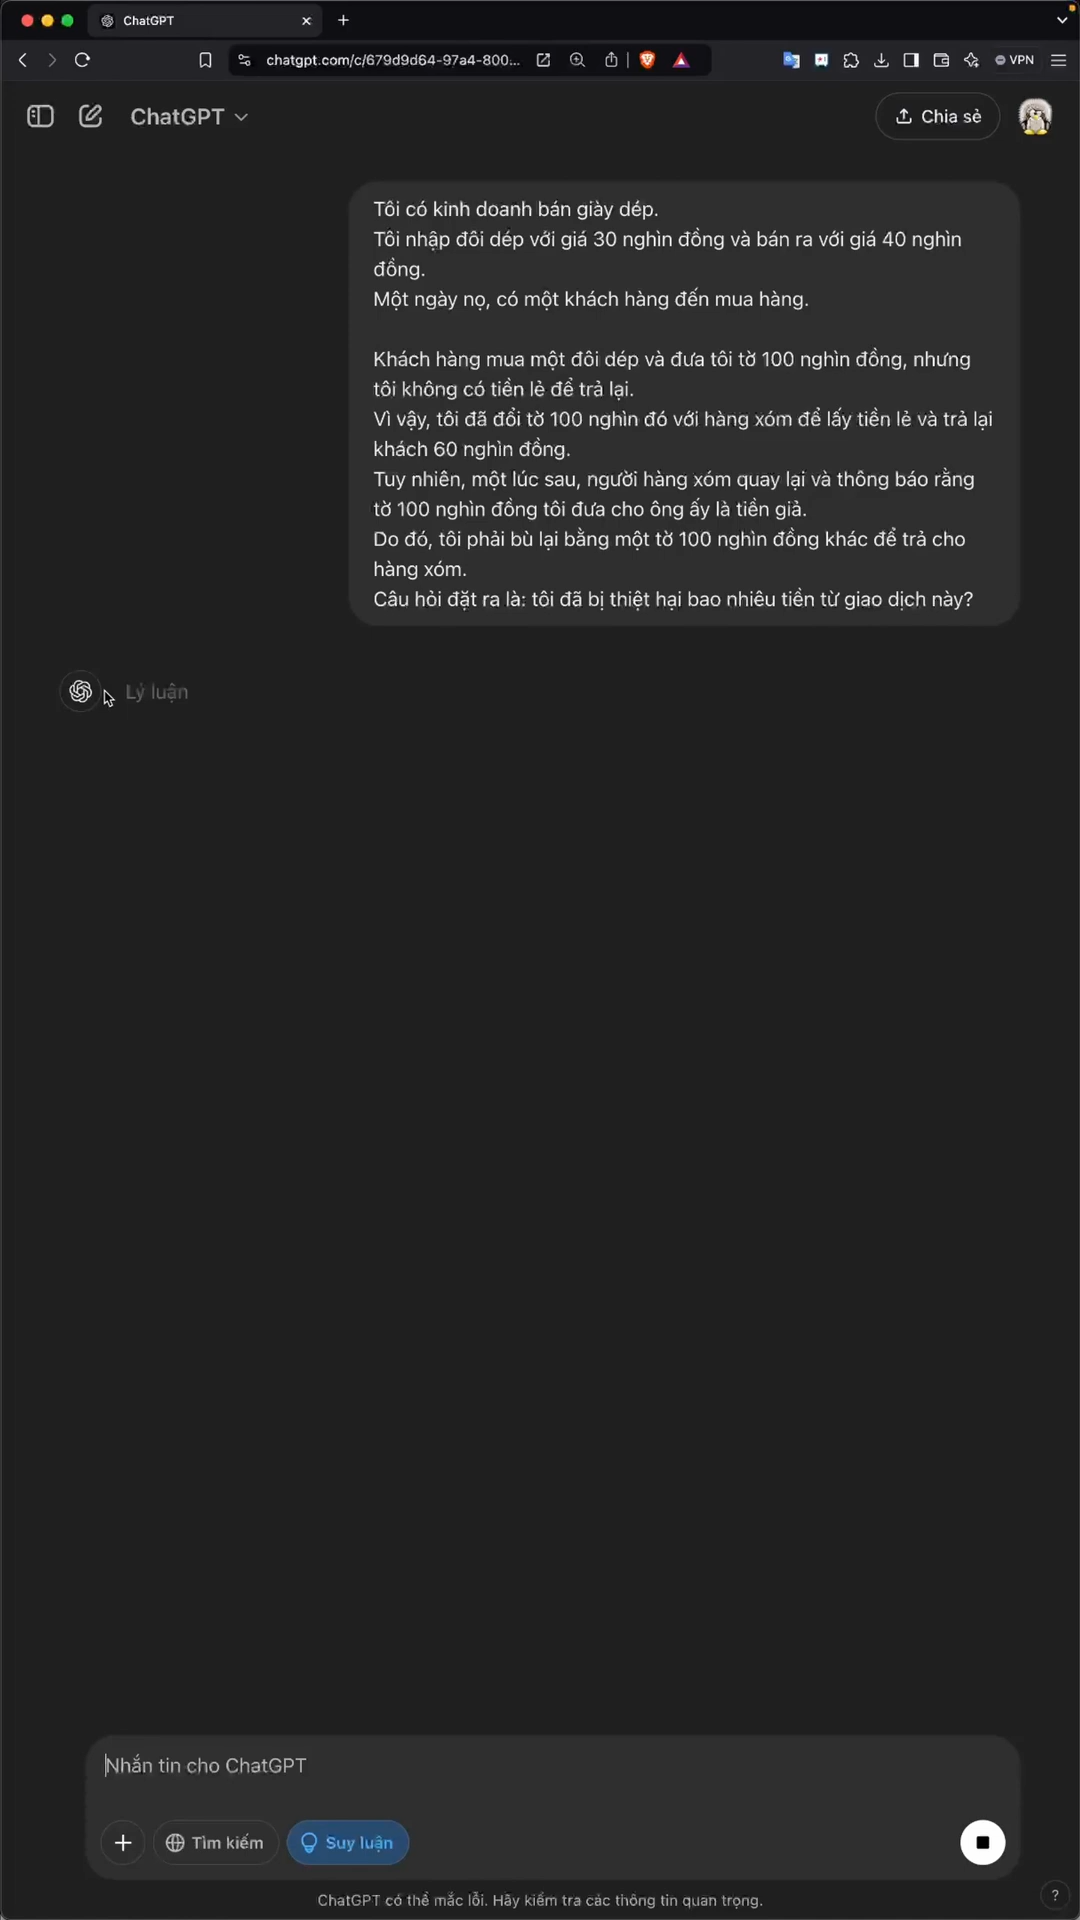 ChatGPT
chatgpt.com/c/679d9d64-97a4-800...
VPN
ChatGPT
Chia sẻ
Tôi có kinh doanh bán giày dép.
Tôi nhập đôi dép với giá 30 nghìn đồng và bán ra với giá 40 nghìn
đồng.
Một ngày nọ, có một khách hàng đến mua hàng.
Khách hàng mua một đôi dép và đưa tôi tờ 100 nghìn đồng, nhưng
tôi không có tiền lẻ để trả lại.
Vì vậy, tôi đã đổi tờ 100 nghìn đó với hàng xóm để lấy tiền lẻ và trả lại
khách 60 nghìn đồng.
Tuy nhiên, một lúc sau, người hàng xóm quay lại và thông báo rằng
tờ 100 nghìn đồng tôi đưa cho ông ấy là tiền giả.
Do đó, tôi phải bù lại bằng một tờ 100 nghìn đồng khác để trả cho
hàng xóm.
Câu hỏi đặt ra là: tôi đã bị thiệt hại bao nhiêu tiền từ giao dịch này?
Lý luận
Nhắn tin cho ChatGPT
Tìm kiếm
Suy luận
ChatGPT có thể mắc lỗi. Hãy kiểm tra các thông tin quan trọng.
?